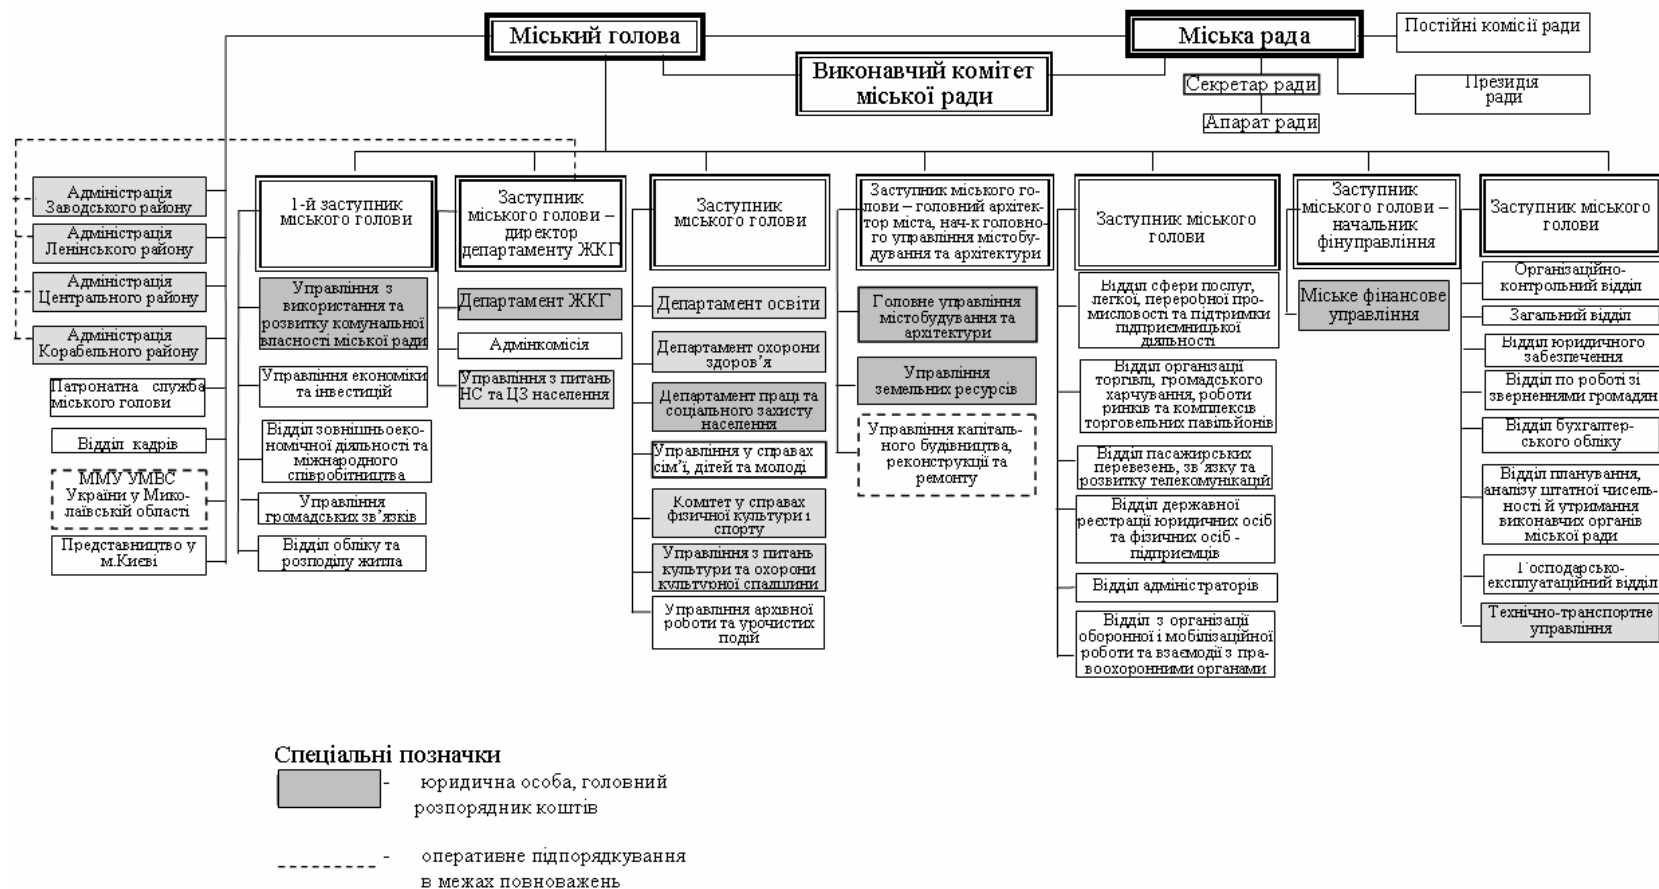 Міський голова
Міська рада
Постійні комісії ради
Виконавчий комітет
міської ради
Секретар ради
Президія
ради
Апарат ради
Адміністрація
Заводського району
Адміністрація
Ленінського району
Адміністрація
Центрального району
Адміністрація
Корабельного району
Патронатна служба
міського голови
Відділ кадрів
ММУ УМВС
України у Мико-
лаївській області
Представництво у
м.Києві
1-й заступник
міського голови
Управління з
використання та
розвитку комунальної
власності міської ради
Управління економіки
та інвестицій
Відділ зовнішньоеко-
номічної діяльності та
міжнародного
співробітництва
Управління
громадських зв’язків
Відділ обліку та
розподілу житла
Заступник
міського голови –
директор
департаменту ЖКГ
Департамент ЖКГ
Адмінкомісія
Управління з питань
НС та ЦЗ населення
Заступник
міського голови
Департамент освіти
Департамент охорони
здоров’я
Департамент праці та
соціального захисту
населення
Управління у справах
сім’ї, дітей та молоді
Комітет у справах
фізичної культури і
спорту
Управління з питань
культури та охорони
культурної спадщини
Управління архівної
роботи та урочистих
подій
Заступник міського го-
лови – головний архітек-
тор міста, нач-к головно-
го управління містобу-
дування та архітектури
Головне управління
містобудування та
архітектури
Управління
земельних ресурсів
Управління капіталь-
ного будівництва,
реконструкції та
ремонту
Заступник міського
голови
Відділ сфери послуг,
легкої, переробної про-
мисловості та підтримки
підприємницької
діяльності
Відділ організації
торгівлі, громадського
харчування, роботи
ринків та комплексів
торговельних павільйонів
Відділ пасажирських
перевезень, зв’язку та
розвитку телекомунікацій
Відділ державної
реєстрації юридичних осіб
та фізичних осіб -
підприємців
Відділ адміністраторів
Відділ з організації
оборонної і мобілізаційної
роботи та взаємодії з пра-
воохоронними органами
Заступник
міського голови –
начальник
фінуправління
Міське фінансове
управління
Заступник міського
голови
Організаційно-
контрольний відділ
Загальний відділ
Відділ юридичного
забезпечення
Відділ по роботі зі
зверненнями громадян
Відділ бухгалтер-
ського обліку
Відділ планування,
аналізу штатної чисель-
ності й утримання
виконавчих органів
міської ради
Господарсько-
експлуатаційний відділ
Технічно-транспортне
управління
Спеціальні позначки
- юридична особа, головний
розпорядник коштів
- оперативне підпорядкування
в межах повноважень